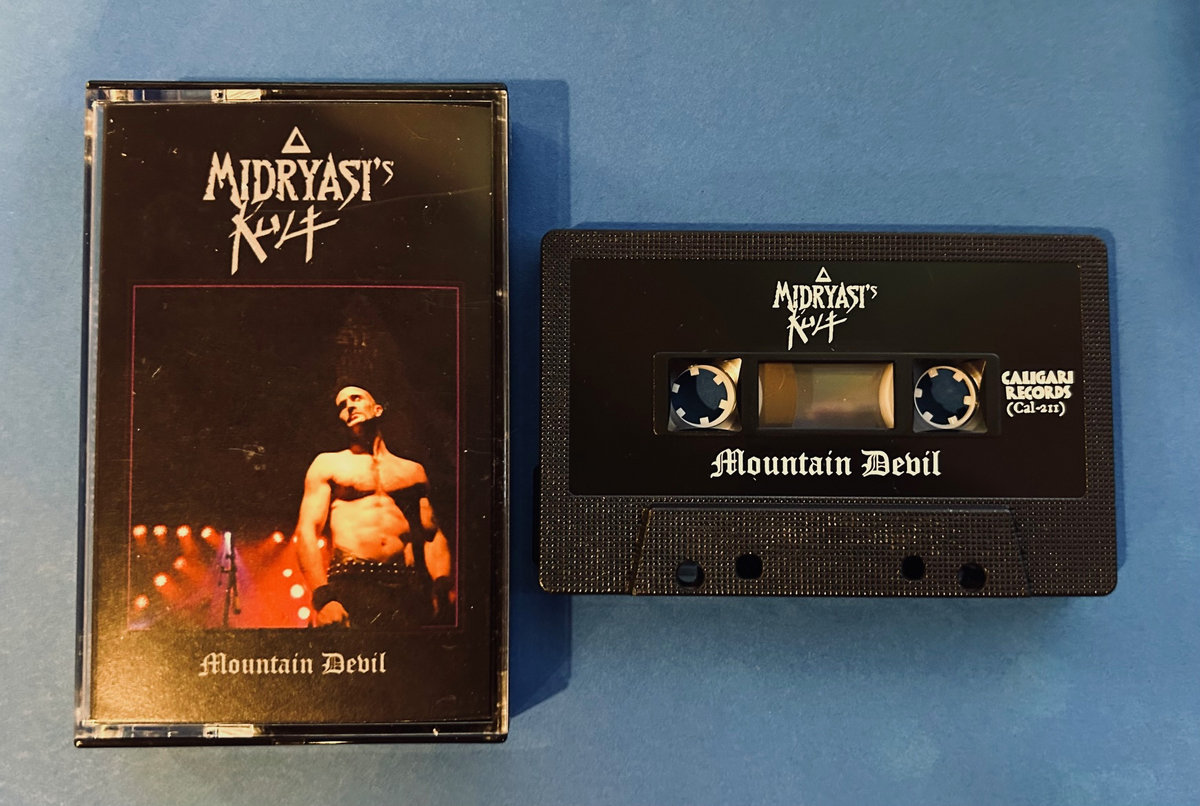 MIDRYASI'S
KULT
Mountain Devil
MIDRYASI'S
KULT
CALIGARI
RECORDS
(Cal-211)
Mountain Devil